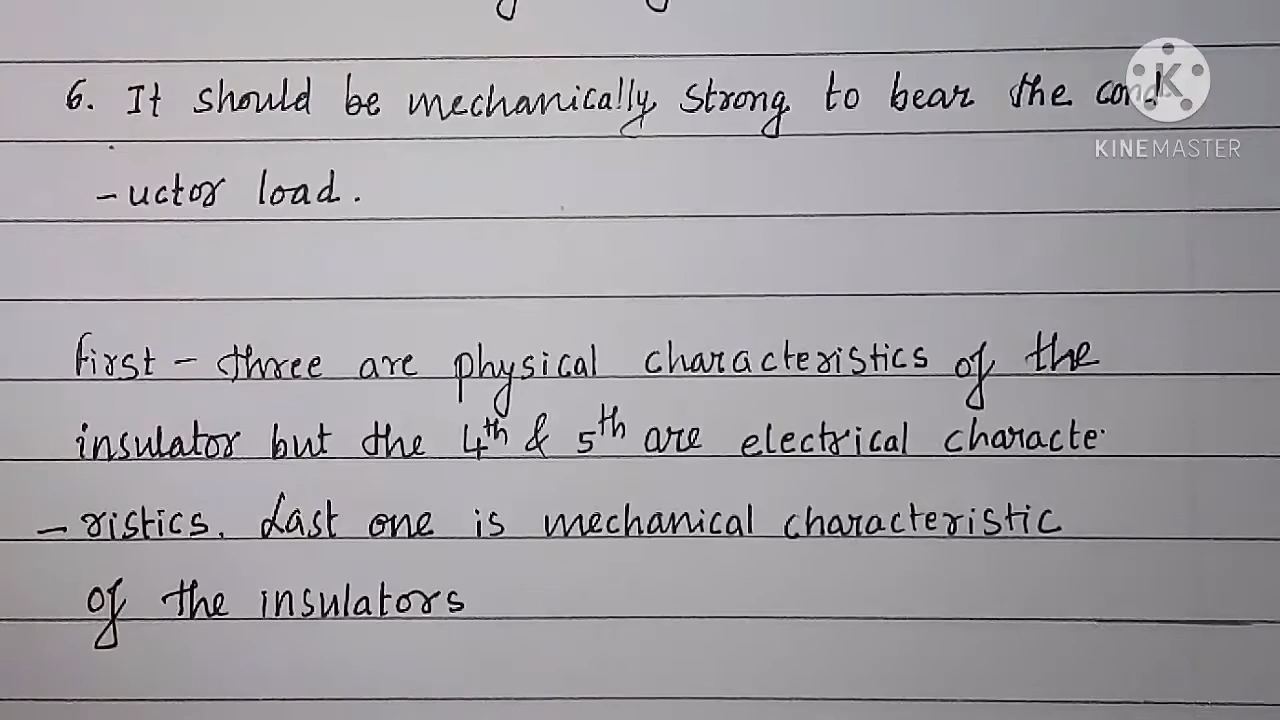 6. It should be mechanically strong to bear the cond
KINEMASTER
-uctor load.
first - three are physical characteristics of the
insulator but the 4th & 5th are electrical characte-
-ristics. Last one is mechanical characteristic
of the insulators